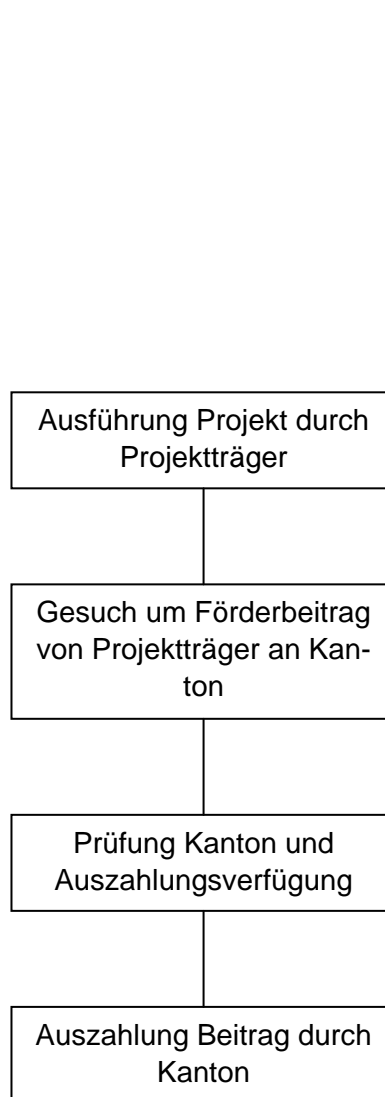 Ausführung Projekt durch
Projektträger
Gesuch um Förderbeitrag
von Projektträger an Kan-
ton
Prüfung Kanton und
Auszahlungsverfügung
Auszahlung Beitrag durch
Kanton